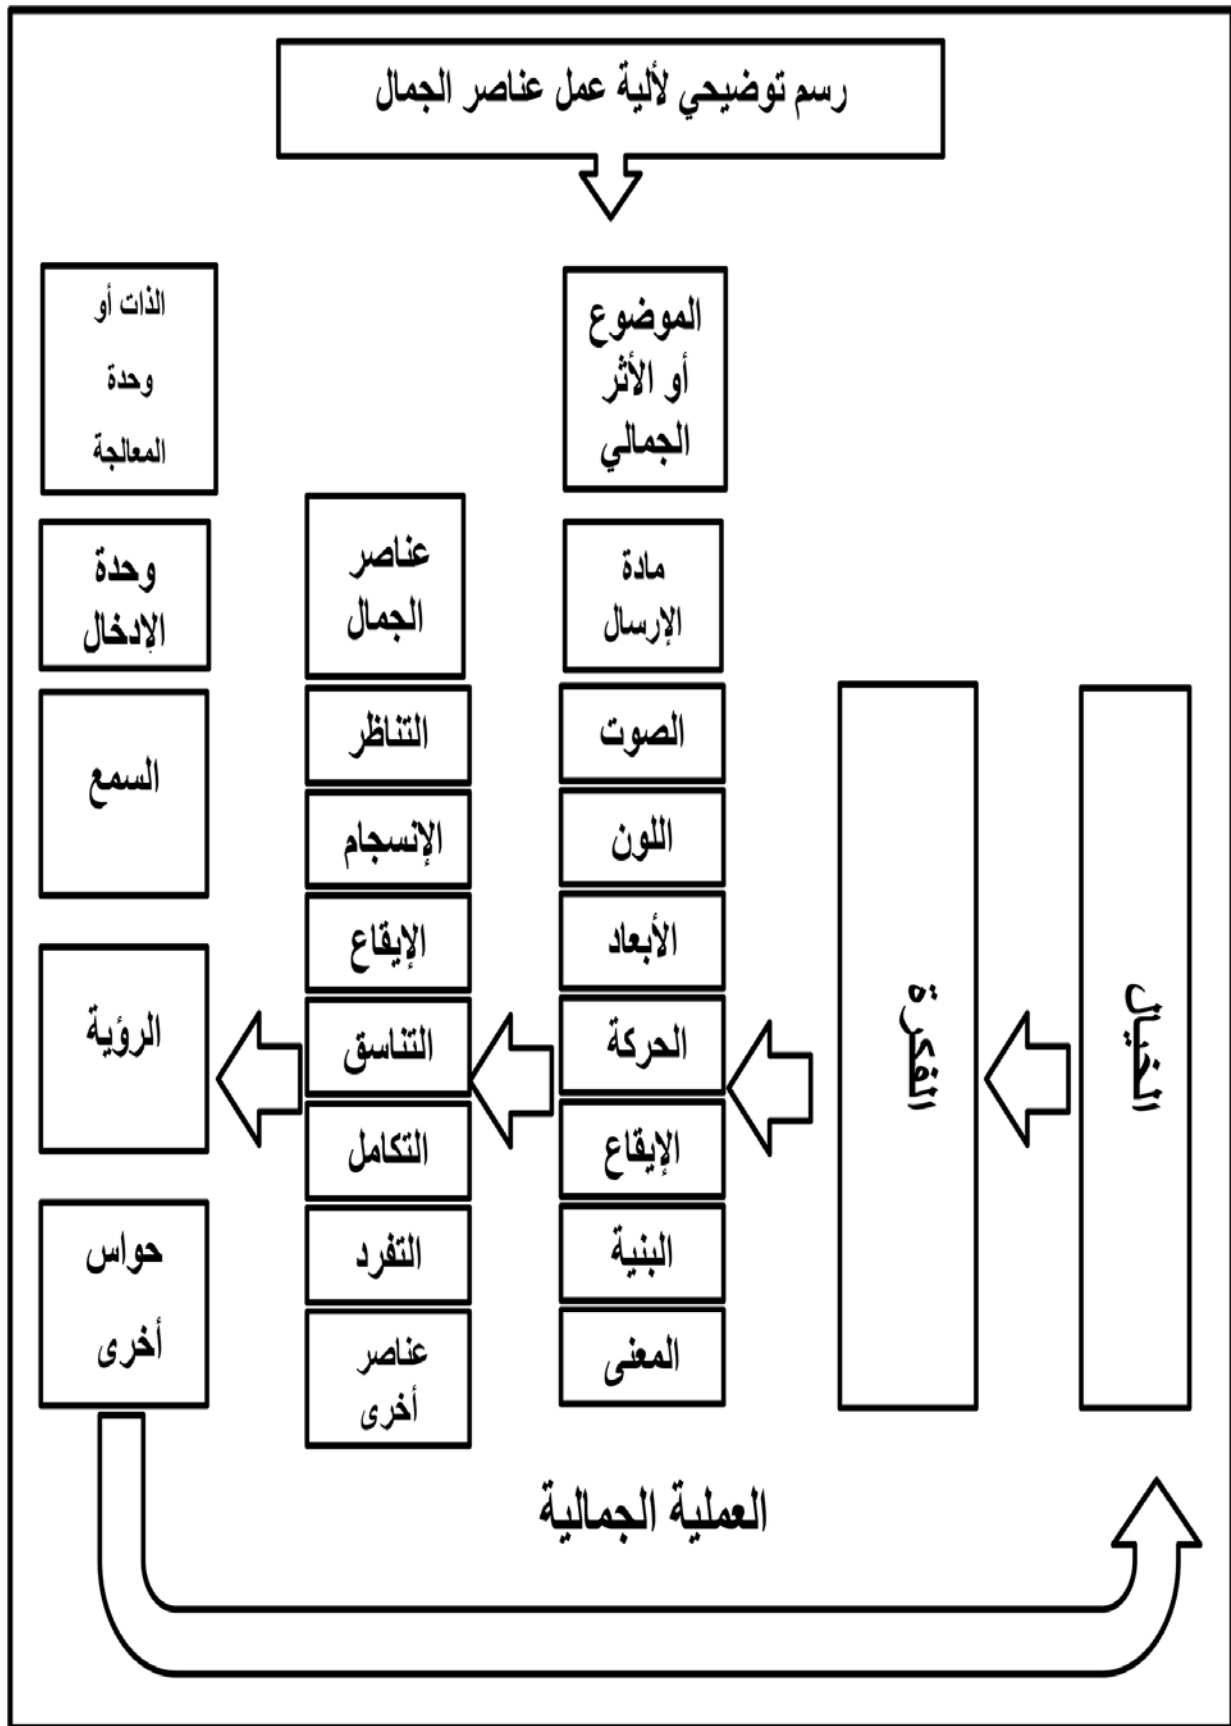 رسم توضيحي لألية عمل عناصر الجمال
الخيال
الفكرة
الموضوع
أو الأثر
الجمالي
مادة
الإرسال
الصوت
اللون
الأبعاد
الحركة
الإيقاع
البنية
المعنى
عناصر
الجمال
التناظر
الإنسجام
الإيقاع
التناسق
التكامل
التفرد
عناصر
أخرى
الذات أو
وحدة
المعالجة
وحدة
الإدخال
السمع
الرؤية
حواس
أخرى
العملية الجمالية